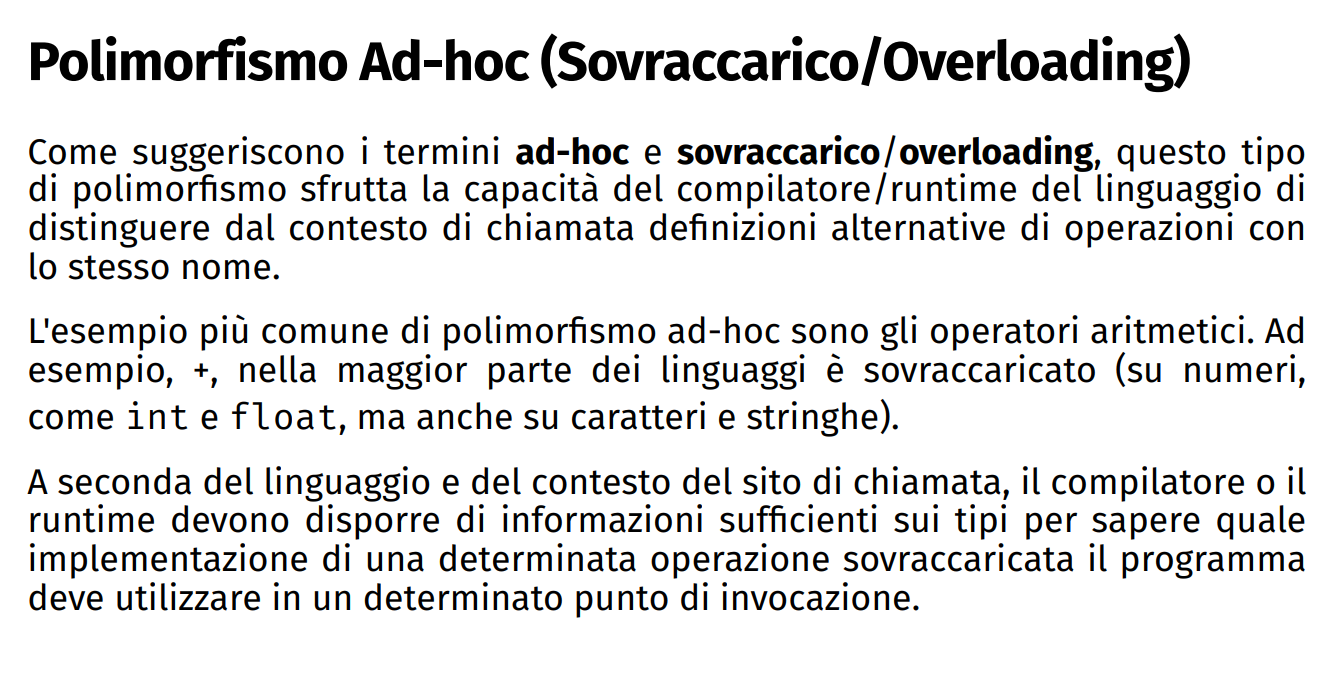 Polimorfismo Ad-hoc (Sovraccarico/Overloading)
Come suggeriscono i termini ad-hoc e sovraccarico/overloading, questo tipo
di polimorfismo sfrutta la capacità del compilatore/runtime del linguaggio di
distinguere dal contesto di chiamata definizioni alternative di operazioni con
lo stesso nome.
L'esempio più comune di polimorfismo ad-hoc sono gli operatori aritmetici. Ad
esempio, +, nella maggior parte dei linguaggi è sovraccaricato (su numeri,
come int e float, ma anche su caratteri e stringhe).
A seconda del linguaggio e del contesto del sito di chiamata, il compilatore o il
runtime devono disporre di informazioni sufficienti sui tipi per sapere quale
implementazione di una determinata operazione sovraccaricata il programma
deve utilizzare in un determinato punto di invocazione.